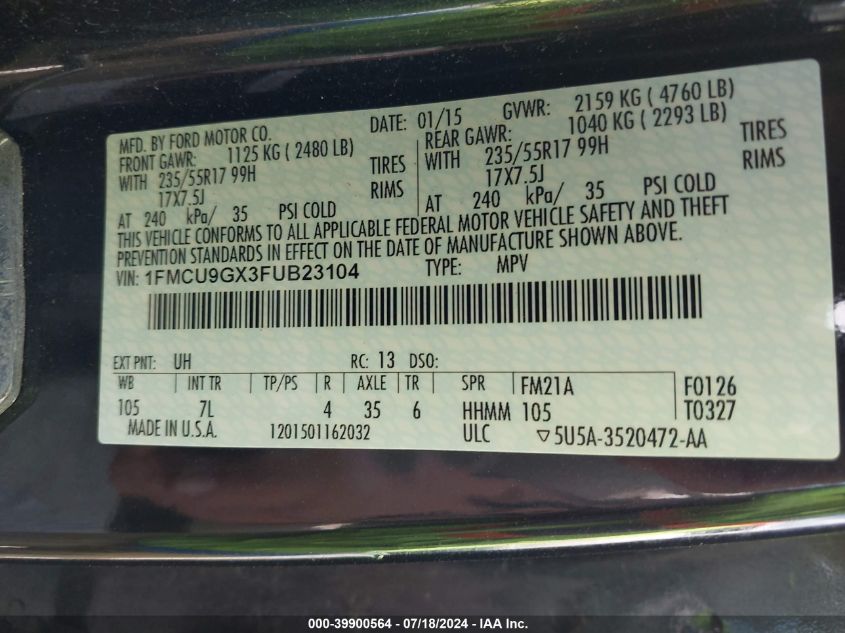 MFD. BY FORD MOTOR CO.
DATE: 01/15 GVWR: 2159 KG ( 4760 LB)
FRONT GAWR: 1125 KG ( 2480 LB)
WITH 235/55R17 99H TIRES
17X7.5J RIMS
AT 240 kPa/ 35 PSI COLD
REAR GAWR: 1040 KG ( 2293 LB)
WITH 235/55R17 99H TIRES
17X7.5J RIMS
AT 240 kPa/ 35 PSI COLD
THIS VEHICLE CONFORMS TO ALL APPLICABLE FEDERAL MOTOR VEHICLE SAFETY AND THEFT
PREVENTION STANDARDS IN EFFECT ON THE DATE OF MANUFACTURE SHOWN ABOVE.
VIN: 1FMCU9GX3FUB23104 TYPE: MPV
EXT PNT: UH RC: 13 DSO:
WB INT TR TP/PS R AXLE TR SPR FM21A F0126
105 7L 4 35 6 HHMM 105 T0327
MADE IN U.S.A. 1201501162032 ULC ▽5U5A-3520472-AA
000-39900564 - 07/18/2024 - IAA Inc.